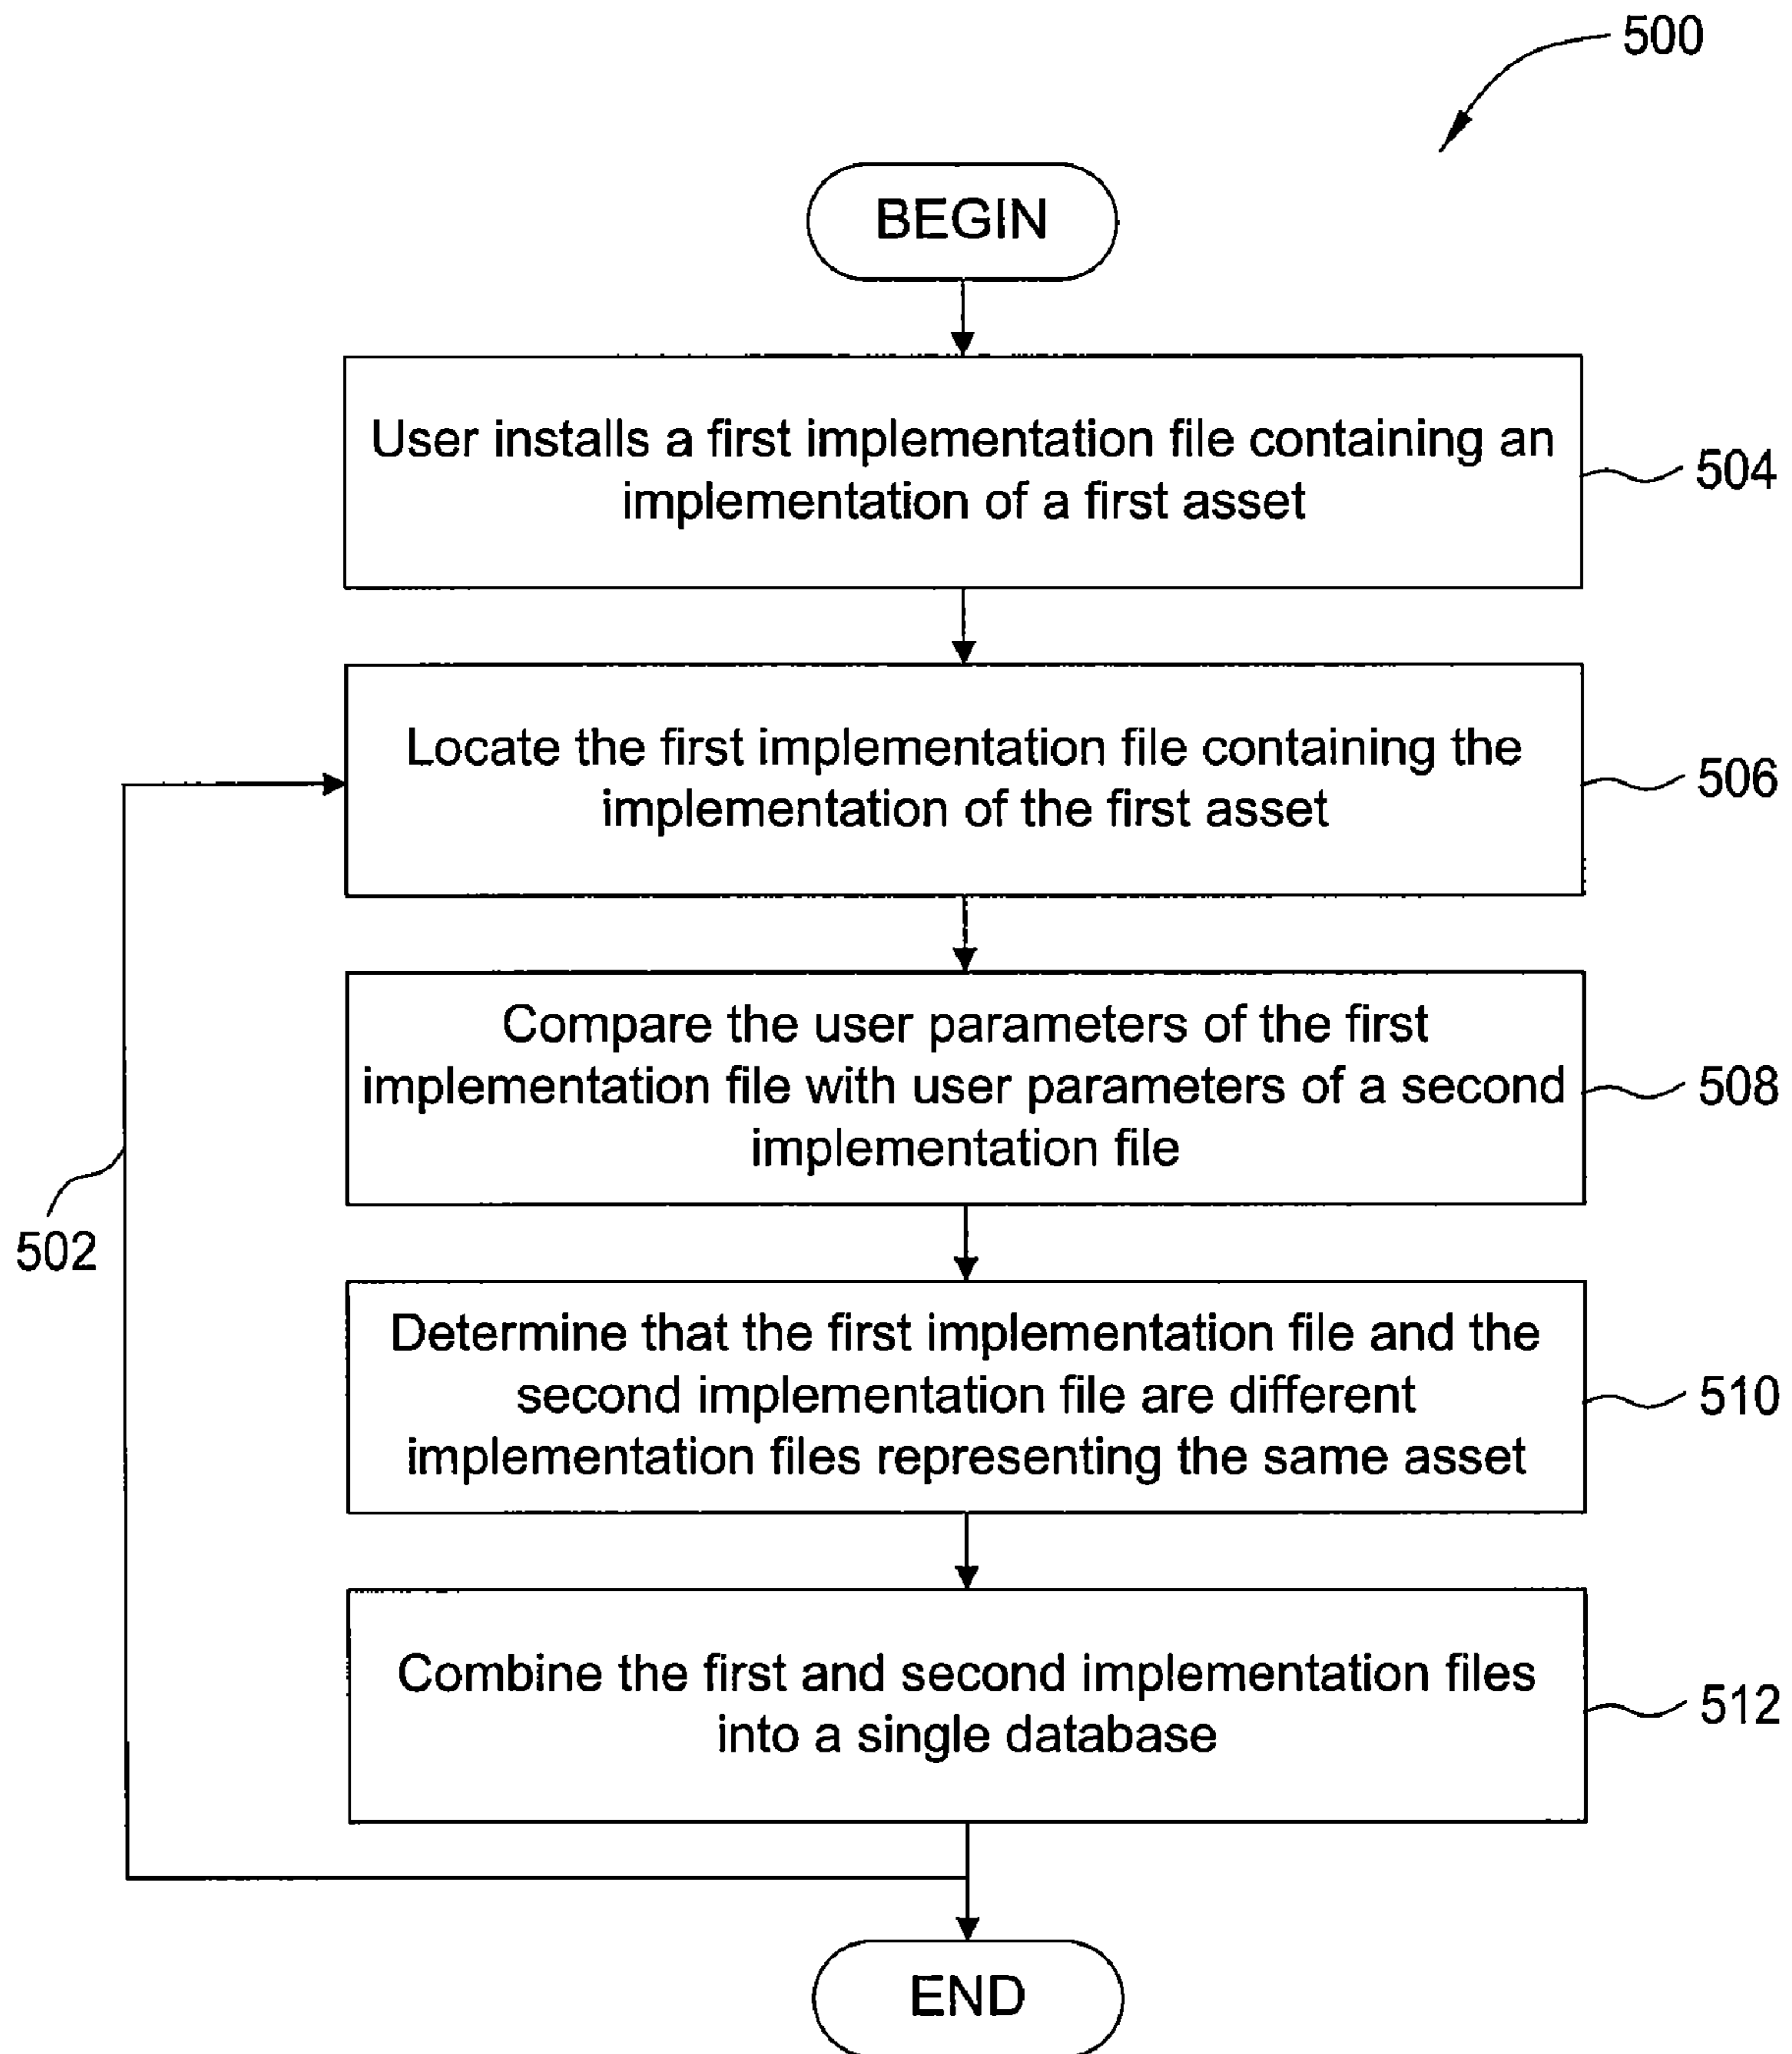 500
BEGIN
User installs a first implementation file containing an
implementation of a first asset
504
Locate the first implementation file containing the
implementation of the first asset
506
Compare the user parameters of the first
implementation file with user parameters of a second
implementation file
508
502
Determine that the first implementation file and the
second implementation file are different
implementation files representing the same asset
510
Combine the first and second implementation files
into a single database
512
END